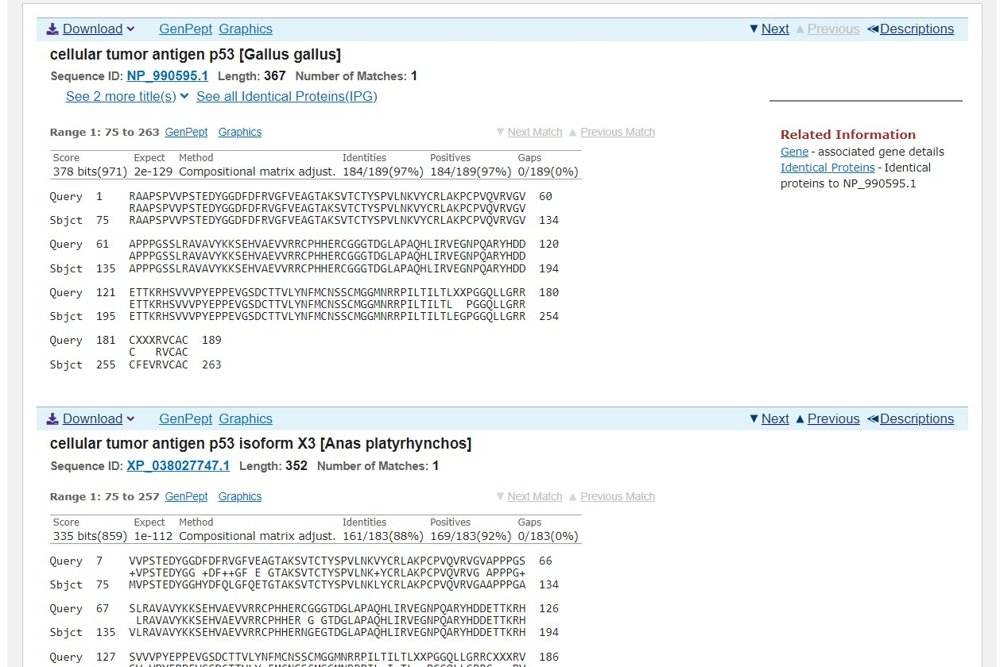 Download GenPept Graphics Next Previous Descriptions
cellular tumor antigen p53 [Gallus gallus]
Sequence ID: NP_990595.1 Length: 367 Number of Matches: 1
See 2 more title(s) See all Identical Proteins(IPG)
Range 1: 75 to 263 GenPept Graphics Next Match Previous Match
Related Information
Gene - associated gene details
Identical Proteins - Identical
proteins to NP_990595.1
Score Expect Method Identities Positives Gaps
378 bits(971) 2e-129 Compositional matrix adjust. 184/189(97%) 184/189(97%) 0/189(0%)
Query 1 RAAPSPVVPSTEDYGGDFDFRVGFVEAGTAKSVTCTYSPVLNKVYCRLAKPCPVQVRVGV 60
RAAPSPVVPSTEDYGGDFDFRVGFVEAGTAKSVTCTYSPVLNKVYCRLAKPCPVQVRVGV
Sbjct 75 RAAPSPVVPSTEDYGGDFDFRVGFVEAGTAKSVTCTYSPVLNKVYCRLAKPCPVQVRVGV 134
Query 61 APPPGSSLRAVAVYKKSEHVAEVVRRCPHHERCGGGTDGLAPAQHLIRVEGNPQARYHDD 120
APPPGSSLRAVAVYKKSEHVAEVVRRCPHHERCGGGTDGLAPAQHLIRVEGNPQARYHDD
Sbjct 135 APPPGSSLRAVAVYKKSEHVAEVVRRCPHHERCGGGTDGLAPAQHLIRVEGNPQARYHDD 194
Query 121 ETTKRHSVVVPYEPPEVGSDCTTVLYNFMCNSSCMGGMNRRPILTILTLXXPGGQLLGRR 180
ETTKRHSVVVPYEPPEVGSDCTTVLYNFMCNSSCMGGMNRRPILTILTL  PGGQLLGRR
Sbjct 195 ETTKRHSVVVPYEPPEVGSDCTTVLYNFMCNSSCMGGMNRRPILTILTLEGPGGQLLGRR 254
Query 181 CXXXRVCAC 189
C   RVCAC
Sbjct 255 CFEVRVCAC 263
Download GenPept Graphics Next Previous Descriptions
cellular tumor antigen p53 isoform X3 [Anas platyrhynchos]
Sequence ID: XP_038027747.1 Length: 352 Number of Matches: 1
Range 1: 75 to 257 GenPept Graphics Next Match Previous Match
Score Expect Method Identities Positives Gaps
335 bits(859) 1e-112 Compositional matrix adjust. 161/183(88%) 169/183(92%) 0/183(0%)
Query 7 VVPSTEDYGGDFDFRVGFVEAGTAKSVTCTYSPVLNKVYCRLAKPCPVQVRVGVAPPPGS 66
+VPSTEDYGG +DF++GF E GTAKSVTCTYSPVLNK+YCRLAKPCPVQVRVG APPPG+
Sbjct 75 MVPSTEDYGGHYDFQLGFQETGTAKSVTCTYSPVLNKLYCRLAKPCPVQVRVGAAPPPGA 134
Query 67 SLRAVAVYKKSEHVAEVVRRCPHHERCGGGTDGLAPAQHLIRVEGNPQARYHDDETTKRH 126
LRAVAVYKKSEHVAEVVRRCPHHER G GTDGLAPAQHLIRVEGNPQARYHDDETTKRH
Sbjct 135 VLRAVAVYKKSEHVAEVVRRCPHHERNGEGTDGLAPAQHLIRVEGNPQARYHDDETTKRH 194
Query 127 SVVVPYEPPEVGSDCTTVLYNFMCNSSCMGGMNRRPILTILTLXXPGGQLLGRRCXXXRV 186